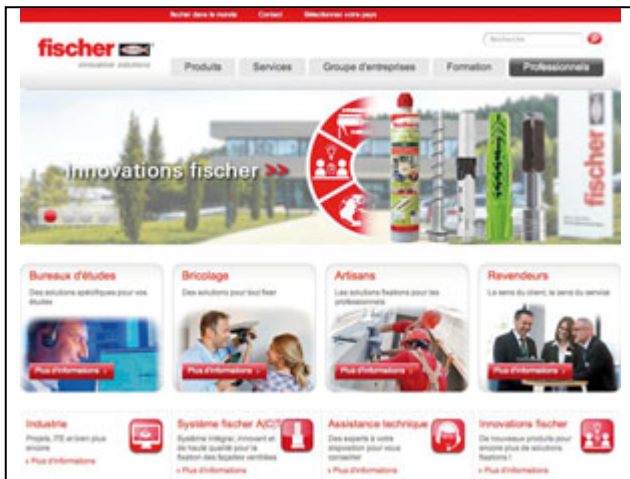 fischer dans le monde Contact Sélectionnez votre pays
fischer
innovative solutions
Recherche
Produits Services Groupe d'entreprises Formation Professionnels
Innovations fischer >>
fischer
Bureaux d'études
Des solutions spécifiques pour vos
études
Plus d'informations ›
Bricolage
Des solutions pour tout fixer
Plus d'informations ›
Artisans
Les solutions fixations pour les
professionnels
Plus d'informations ›
Revendeurs
Le sens du client, le sens du service
Plus d'informations ›
Industrie
Projets, ITE et bien plus
encore
› Plus d'informations
Système fischer A|C|T
Système intégral, innovant et
de haute qualité pour la
fixation des façades ventilées
› Plus d'informations
Assistance technique
Des experts à votre
disposition pour vous
conseiller
› Plus d'informations
Innovations fischer
De nouveaux produits pour
encore plus de solutions
fixations !
› Plus d'informations